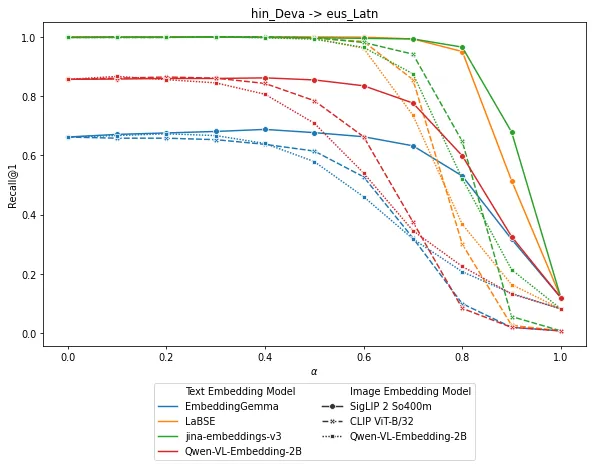 hin_Deva -> eus_Latn
1.0
0.8
0.6
0.4
0.2
0.0
Recall@1
0.0 0.2 0.4 0.6 0.8 1.0
α
Text Embedding Model Image Embedding Model
EmbeddingGemma SigLIP 2 So400m
LaBSE CLIP ViT-B/32
jina-embeddings-v3 Qwen-VL-Embedding-2B
Qwen-VL-Embedding-2B